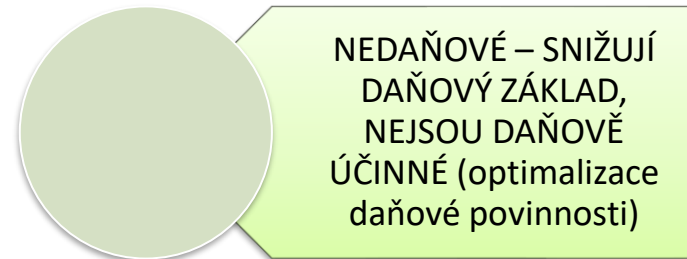 NEDAŇOVÉ – SNIŽUJÍ
DAŇOVÝ ZÁKLAD,
NEJSOU DAŇOVĚ
ÚČINNÉ (optimalizace
daňové povinnosti)